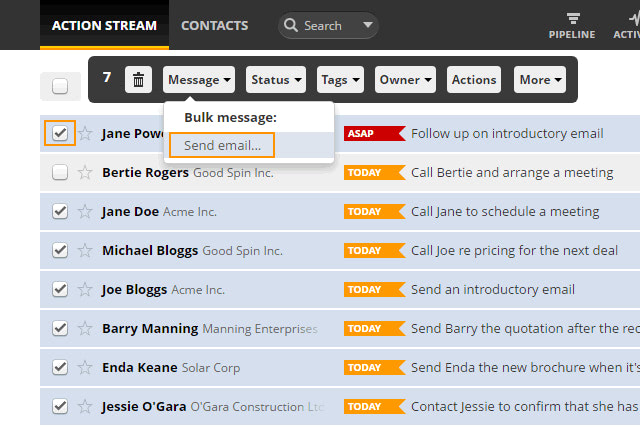 ACTION STREAM CONTACTS Search PIPELINE
7 Message Status Tags Owner Actions More
Bulk message:
Send email...
Jane ASAP Follow up on introductory email
Bertie Rogers Good Spin Inc. TODAY Call Bertie and arrange a meeting
Jane Doe Acme Inc. TODAY Call Jane to schedule a meeting
Michael Bloggs Good Spin Inc. TODAY Call Joe re pricing for the next deal
Joe Bloggs Acme Inc. TODAY Send an introductory email
Barry Manning Manning Enterprises TODAY Send Barry the quotation after the
Enda Keane Solar Corp TODAY Send Enda the new brochure when it's
Jessie O'Gara O'Gara Construction TODAY Contact Jessie to confirm that she has